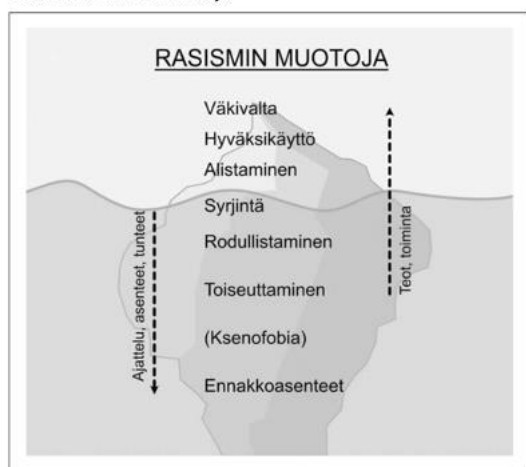 RASISMIN MUOTOJA
Väkivalta
Hyväksikäyttö
Alistaminen
Syrjintä
Rodullistaminen
Toiseuttaminen
(Ksenofobia)
Ennakkoasenteet
Ajattelu, asenteet, tunteet
Teot, toiminta